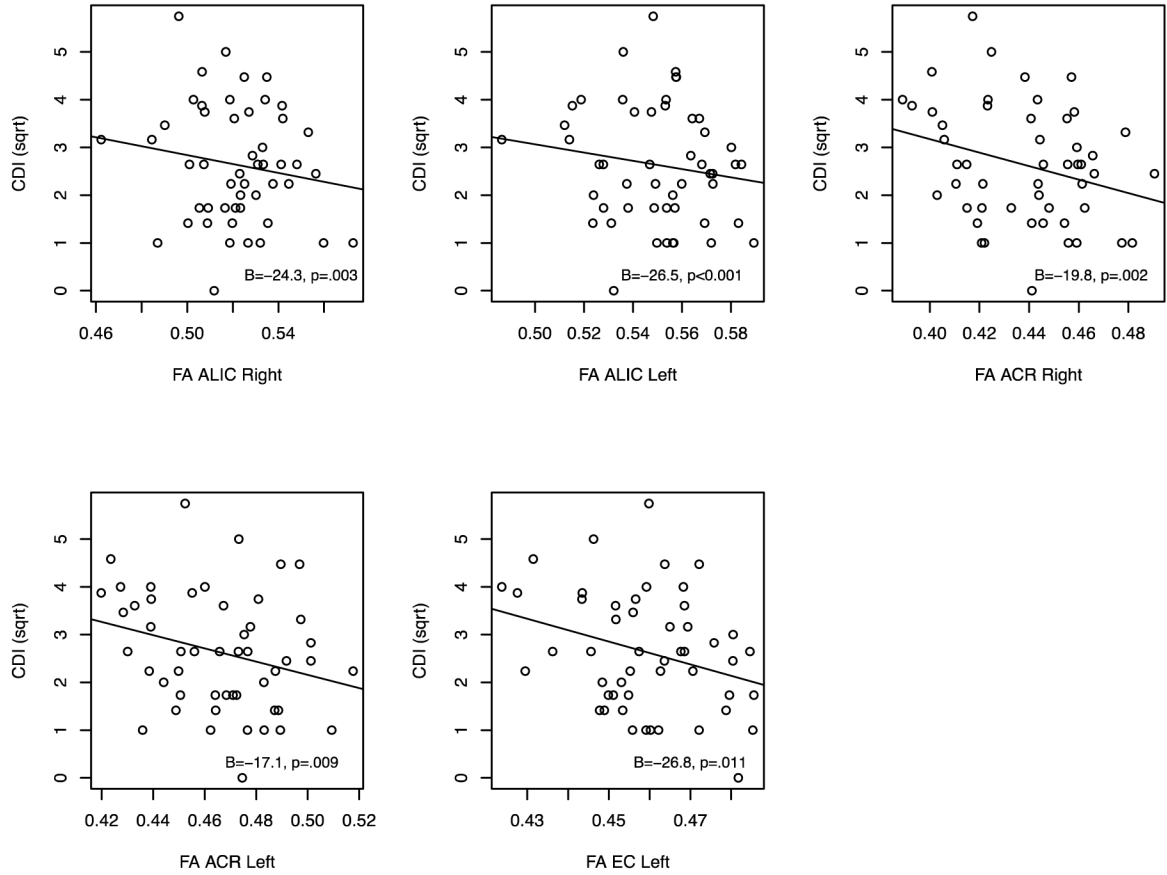 CDI (sqrt)
5
4
3
2
1
0
B=−24.3, p=.003
0.46 0.50 0.54
FA ALIC Right
CDI (sqrt)
5
4
3
2
1
0
B=−26.5, p<0.001
0.50 0.52 0.54 0.56 0.58
FA ALIC Left
CDI (sqrt)
5
4
3
2
1
0
B=−19.8, p=.002
0.40 0.42 0.44 0.46 0.48
FA ACR Right
CDI (sqrt)
5
4
3
2
1
0
B=−17.1, p=.009
0.42 0.44 0.46 0.48 0.50 0.52
FA ACR Left
CDI (sqrt)
5
4
3
2
1
0
B=−26.8, p=.011
0.43 0.45 0.47
FA EC Left